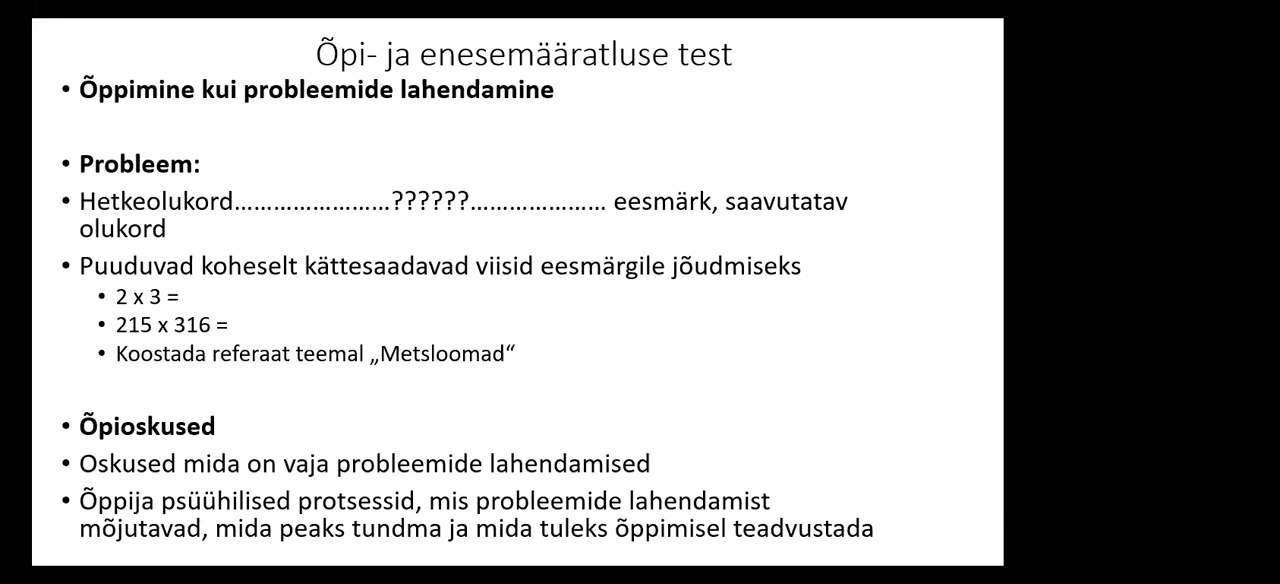 Õpi- ja enesemääratluse test
• Õppimine kui probleemide lahendamine
• Probleem:
• Hetkeolukord……………………??????………………… eesmärk, saavutatav
olukord
• Puuduvad koheselt kättesaadavad viisid eesmärgile jõudmiseks
• 2 x 3 =
• 215 x 316 =
• Koostada referaat teemal „Metsloomad“
• Õpioskused
• Oskused mida on vaja probleemide lahendamised
• Õppija psüühilised protsessid, mis probleemide lahendamist
mõjutavad, mida peaks tundma ja mida tuleks õppimisel teadvustada